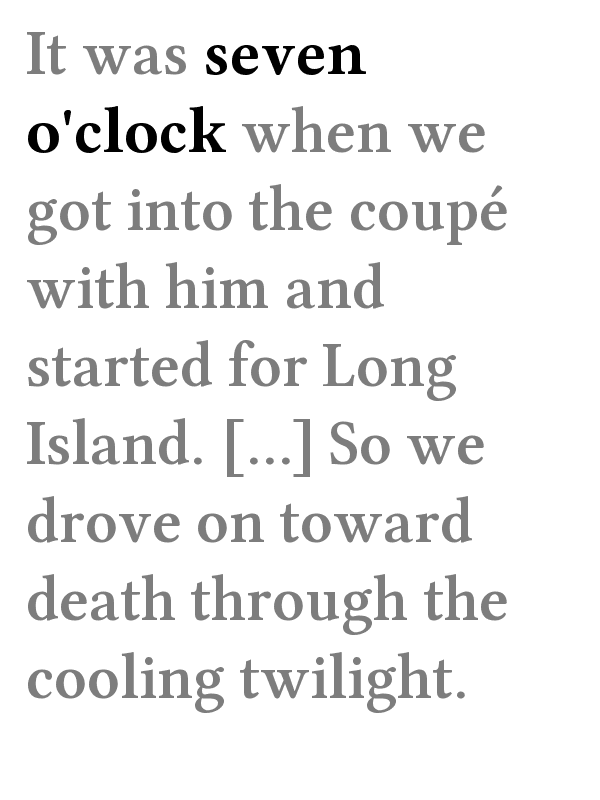 It was seven
o'clock when we
got into the coupé
with him and
started for Long
Island. [...] So we
drove on toward
death through the
cooling twilight.